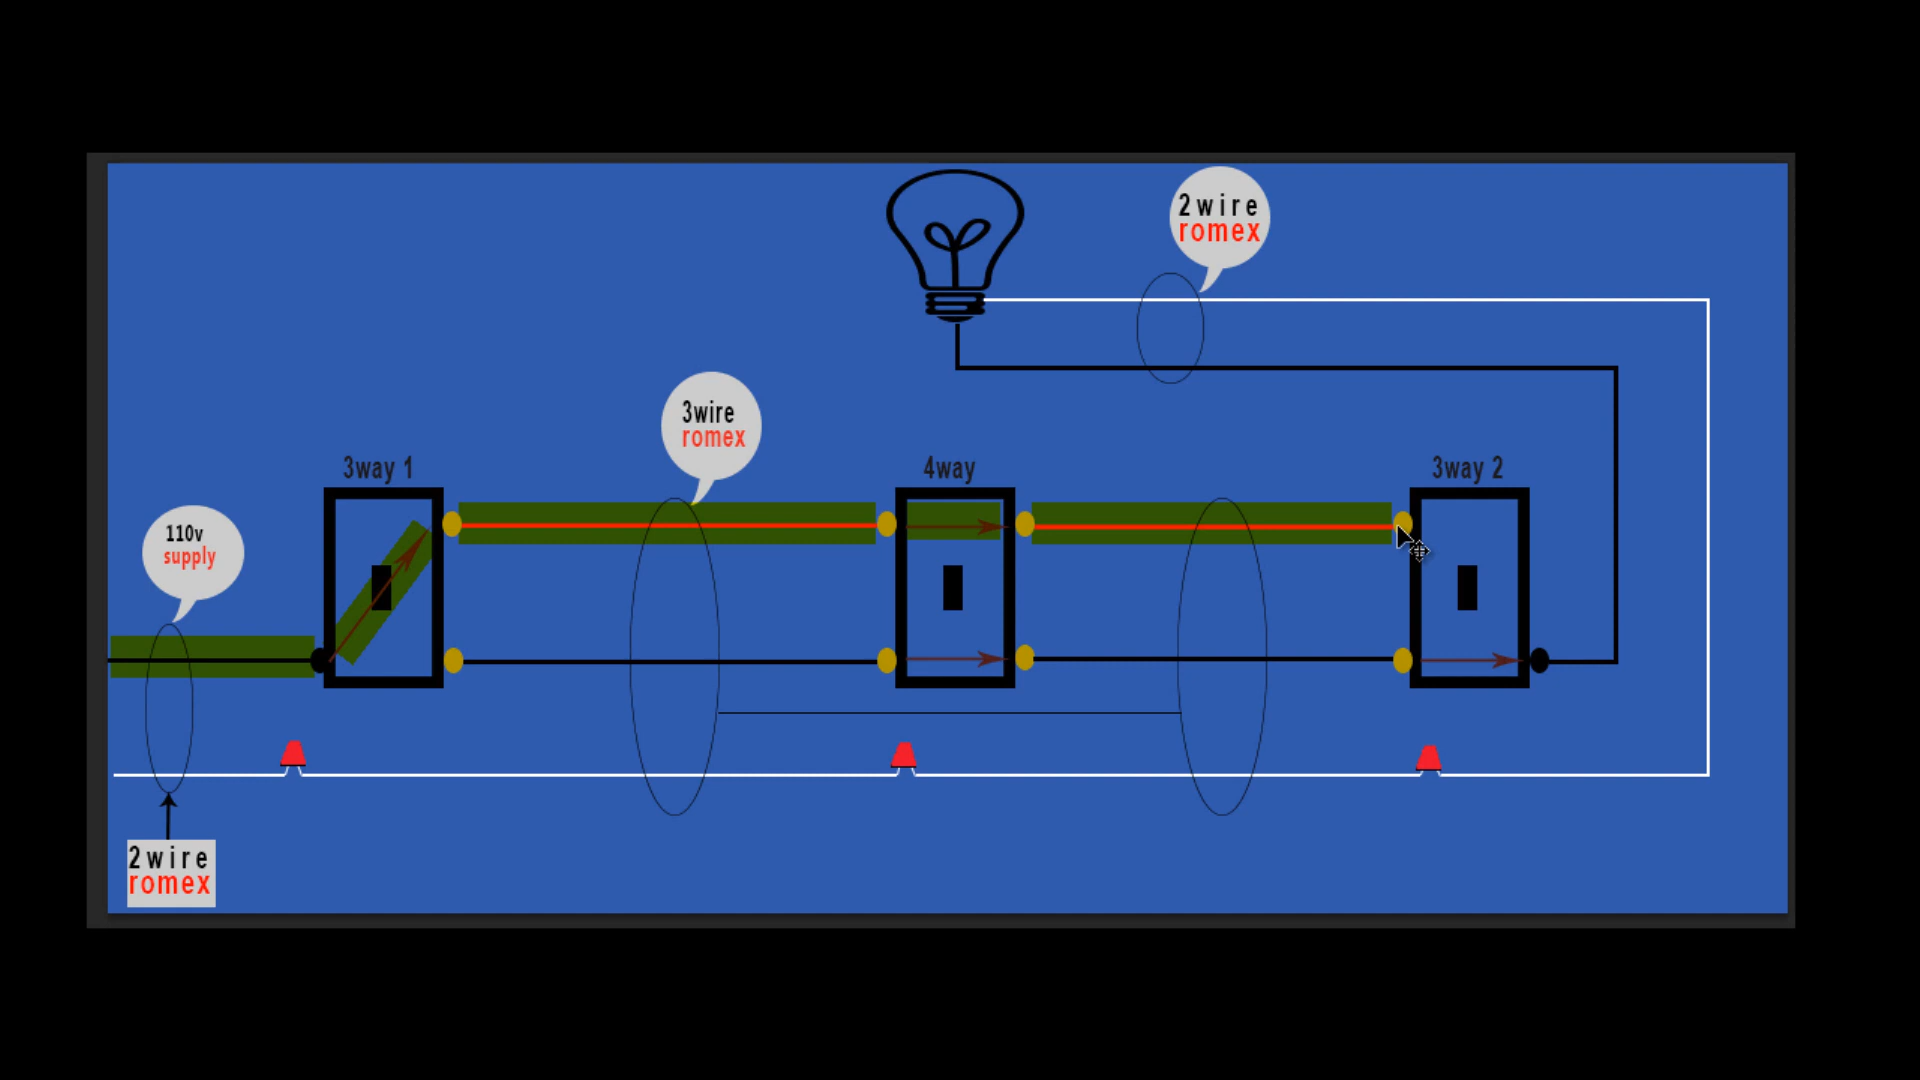 2wire
romex
3wire
romex
3way 1
4way
3way 2
110v
supply
2wire
romex